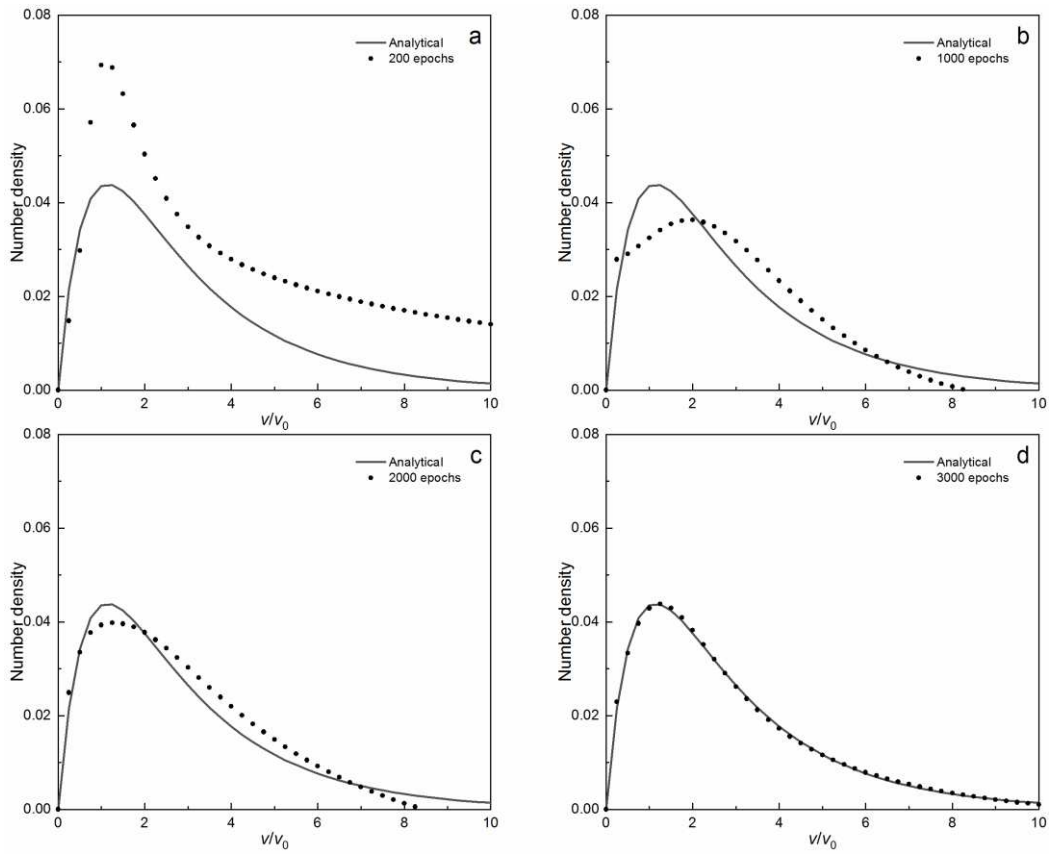 a
Analytical
200 epochs
Number density
0.08
0.06
0.04
0.02
0.00
0 2 4 6 8 10
v/v0
b
Analytical
1000 epochs
Number density
0.08
0.06
0.04
0.02
0.00
0 2 4 6 8 10
v/v0
c
Analytical
2000 epochs
Number density
0.08
0.06
0.04
0.02
0.00
0 2 4 6 8 10
v/v0
d
Analytical
3000 epochs
Number density
0.08
0.06
0.04
0.02
0.00
0 2 4 6 8 10
v/v0